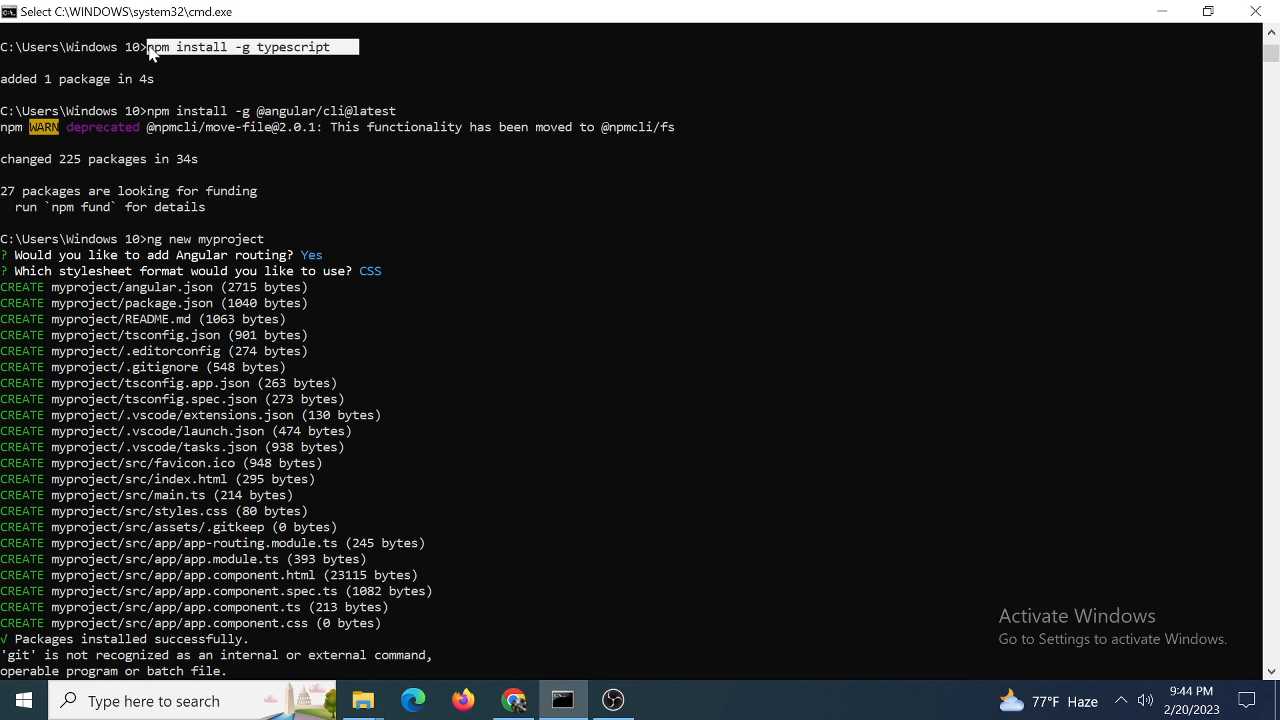 Select C:\WINDOWS\system32\cmd.exe
C:\Users\Windows 10>npm install -g typescript
added 1 package in 4s
C:\Users\Windows 10>npm install -g @angular/cli@latest
npm WARN deprecated @npmcli/move-file@2.0.1: This functionality has been moved to @npmcli/fs
changed 225 packages in 34s
27 packages are looking for funding
  run `npm fund` for details
C:\Users\Windows 10>ng new myproject
? Would you like to add Angular routing? Yes
? Which stylesheet format would you like to use? CSS
CREATE myproject/angular.json (2715 bytes)
CREATE myproject/package.json (1040 bytes)
CREATE myproject/README.md (1063 bytes)
CREATE myproject/tsconfig.json (901 bytes)
CREATE myproject/.editorconfig (274 bytes)
CREATE myproject/.gitignore (548 bytes)
CREATE myproject/tsconfig.app.json (263 bytes)
CREATE myproject/tsconfig.spec.json (273 bytes)
CREATE myproject/.vscode/extensions.json (130 bytes)
CREATE myproject/.vscode/launch.json (474 bytes)
CREATE myproject/.vscode/tasks.json (938 bytes)
CREATE myproject/src/favicon.ico (948 bytes)
CREATE myproject/src/index.html (295 bytes)
CREATE myproject/src/main.ts (214 bytes)
CREATE myproject/src/styles.css (80 bytes)
CREATE myproject/src/assets/.gitkeep (0 bytes)
CREATE myproject/src/app/app-routing.module.ts (245 bytes)
CREATE myproject/src/app/app.module.ts (393 bytes)
CREATE myproject/src/app/app.component.html (23115 bytes)
CREATE myproject/src/app/app.component.spec.ts (1082 bytes)
CREATE myproject/src/app/app.component.ts (213 bytes)
CREATE myproject/src/app/app.component.css (0 bytes)
√ Packages installed successfully.
'git' is not recognized as an internal or external command,
operable program or batch file.
Activate Windows
Go to Settings to activate Windows.
Type here to search
77°F Haze
9:44 PM
2/20/2023